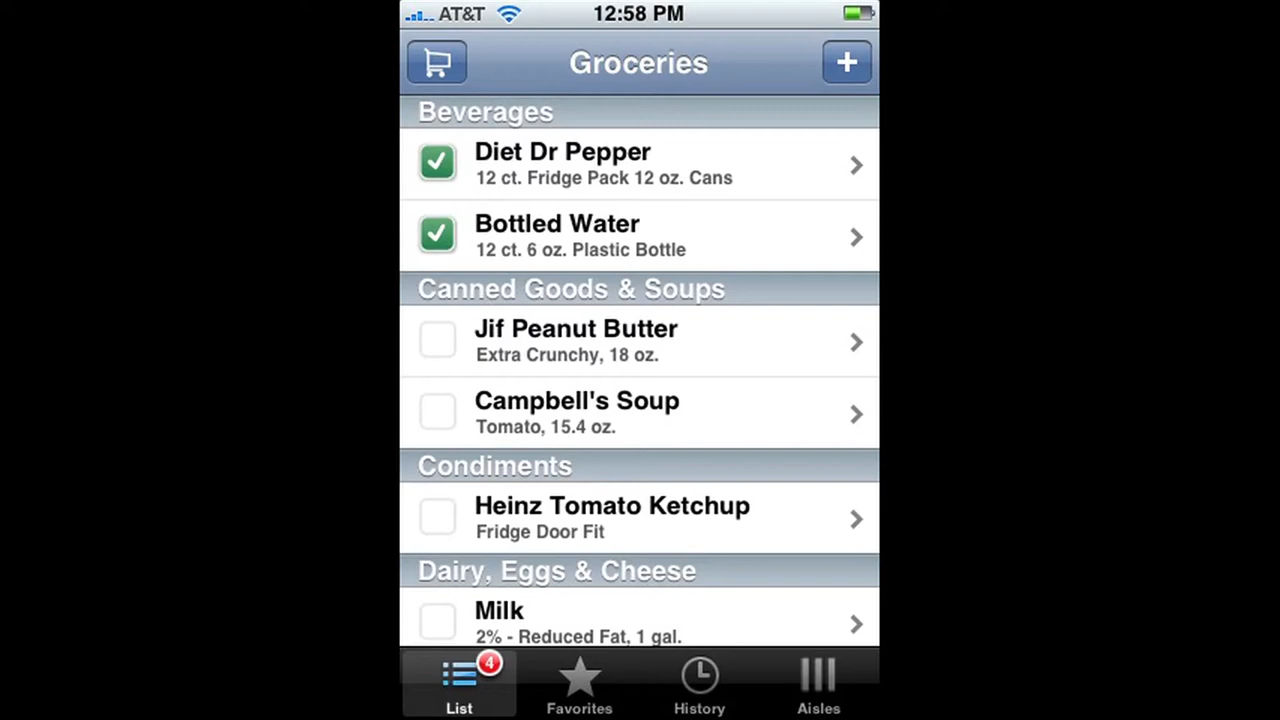 AT&T 12:58 PM
Groceries
Beverages
Diet Dr Pepper
12 ct. Fridge Pack 12 oz. Cans
Bottled Water
12 ct. 6 oz. Plastic Bottle
Canned Goods & Soups
Jif Peanut Butter
Extra Crunchy, 18 oz.
Campbell's Soup
Tomato, 15.4 oz.
Condiments
Heinz Tomato Ketchup
Fridge Door Fit
Dairy, Eggs & Cheese
Milk
2% - Reduced Fat, 1 gal.
4
List Favorites History Aisles